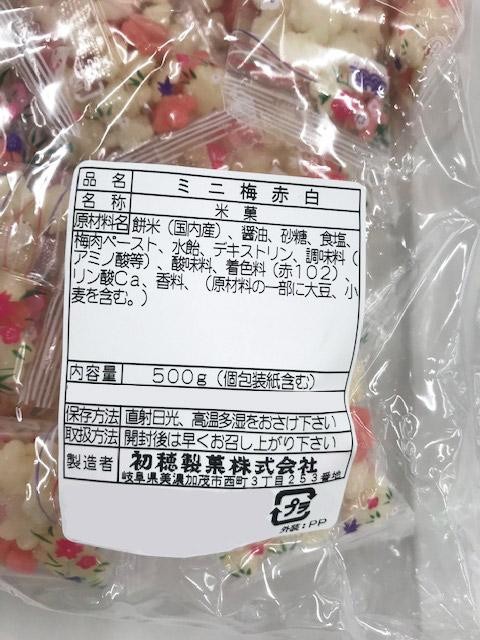 品名 ミニ梅赤白
名称 米菓
原材料名 餅米(国内産)、醤油、砂糖、食塩、
梅肉ペースト、水飴、デキストリン、調味料(
アミノ酸等)、酸味料、着色料(赤102)、
リン酸Ca、香料、(原材料の一部に大豆、小
麦を含む。)
内容量 500g(個包装紙含む)
保存方法 直射日光、高温多湿をおさけ下さい
取扱方法 開封後は早くお召し上がり下さい
製造者 初穂製菓株式会社
岐阜県美濃加茂市西町3丁目253番地
プラ
外装:PP